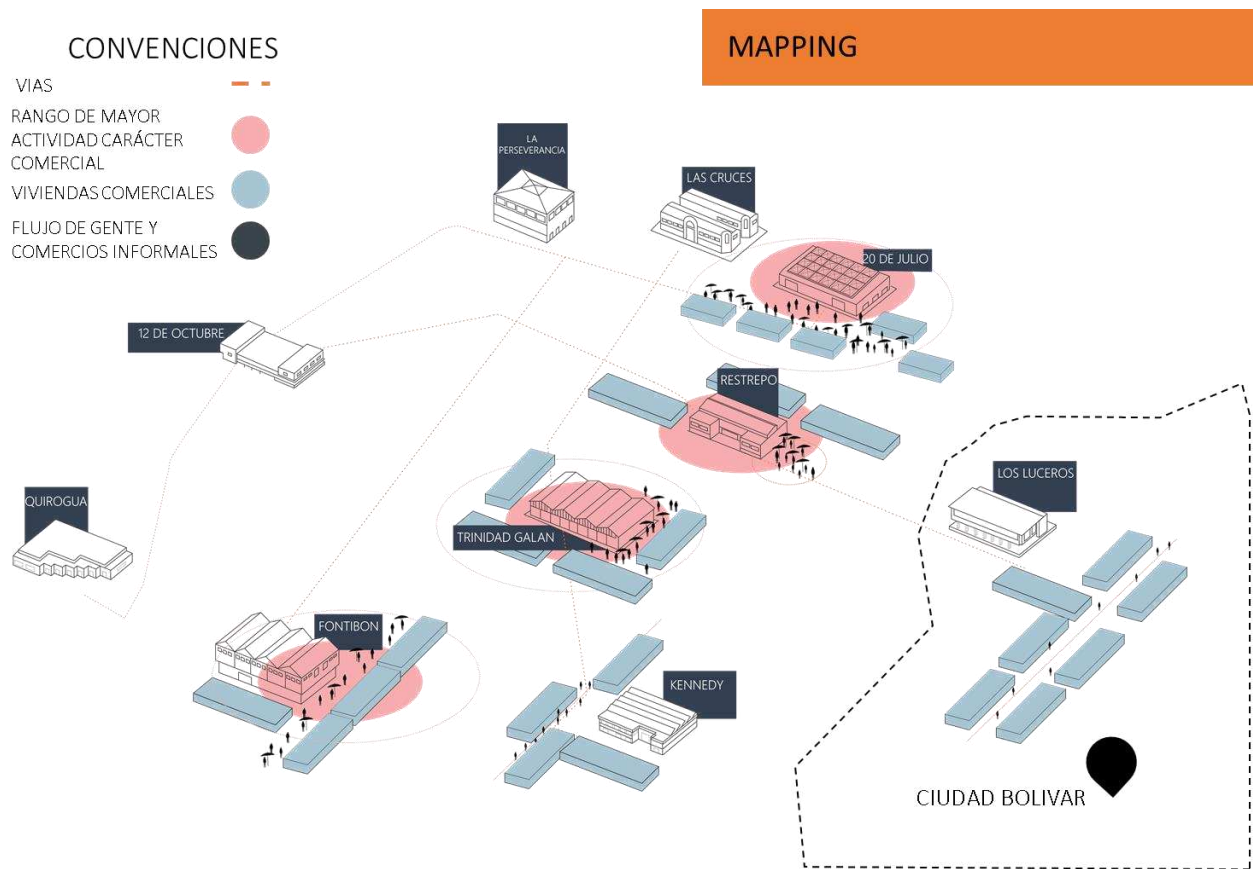 CONVENCIONES
MAPPING
VIAS
RANGO DE MAYOR
ACTIVIDAD CARÁCTER
COMERCIAL
VIVIENDAS COMERCIALES
FLUJO DE GENTE Y
COMERCIOS INFORMALES
LA
PERSEVERANCIA
LAS CRUCES
20 DE JULIO
12 DE OCTUBRE
RESTREPO
LOS LUCEROS
QUIROGUA
TRINIDAD GALAN
FONTIBON
KENNEDY
CIUDAD BOLIVAR